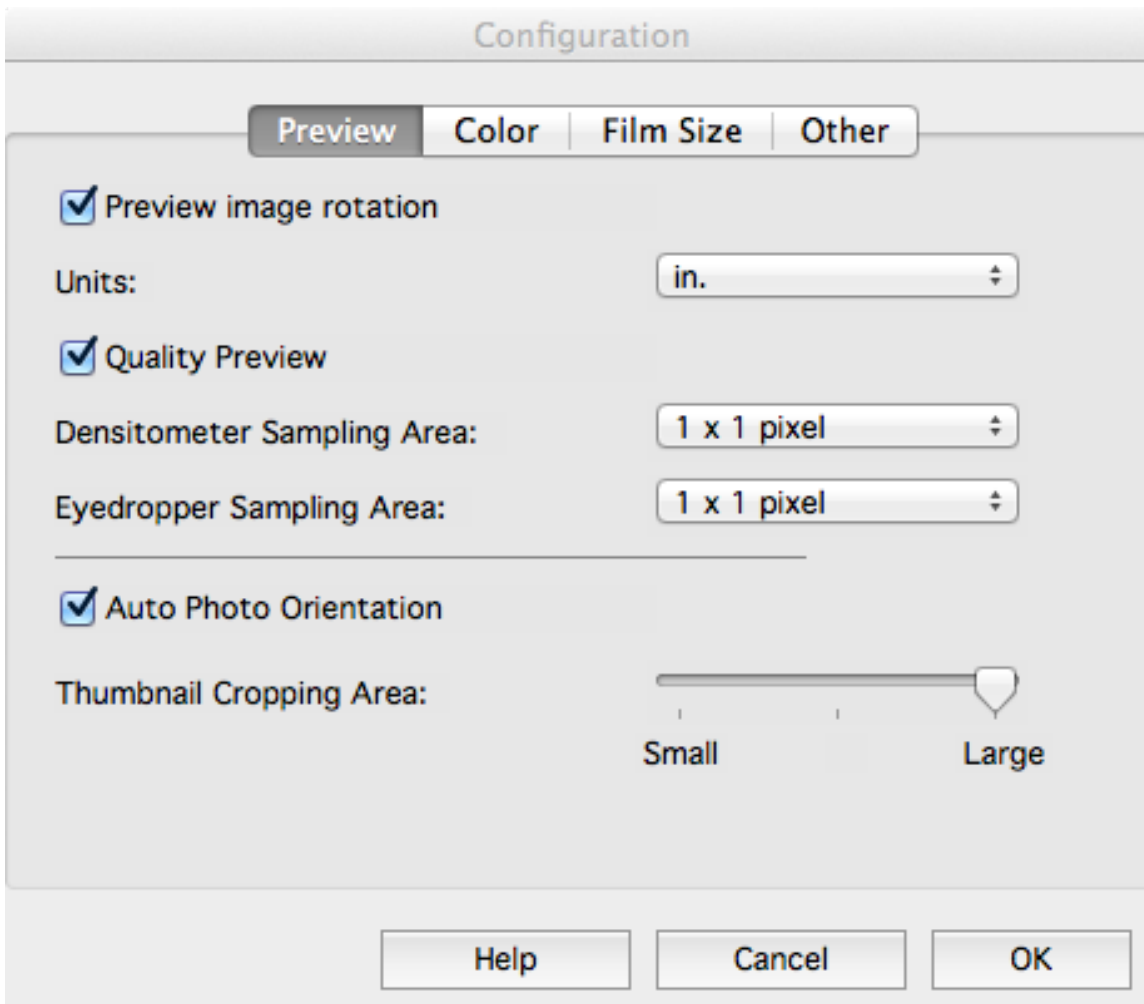 Configuration
Preview Color Film Size Other
Preview image rotation
Units: in.
Quality Preview
Densitometer Sampling Area: 1 x 1 pixel
Eyedropper Sampling Area: 1 x 1 pixel
Auto Photo Orientation
Thumbnail Cropping Area:
Small Large
Help Cancel OK